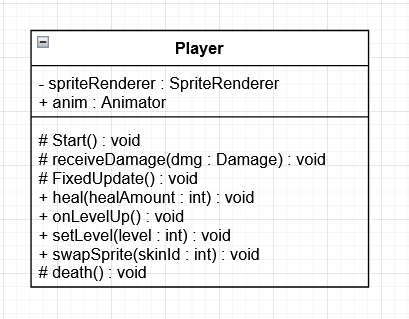 Player
- spriteRenderer : SpriteRenderer
+ anim : Animator
# Start() : void
# receiveDamage(dmg : Damage) : void
# FixedUpdate() : void
+ heal(healAmount : int) : void
+ onLevelUp() : void
+ setLevel(level : int) : void
+ swapSprite(skinId : int) : void
# death() : void